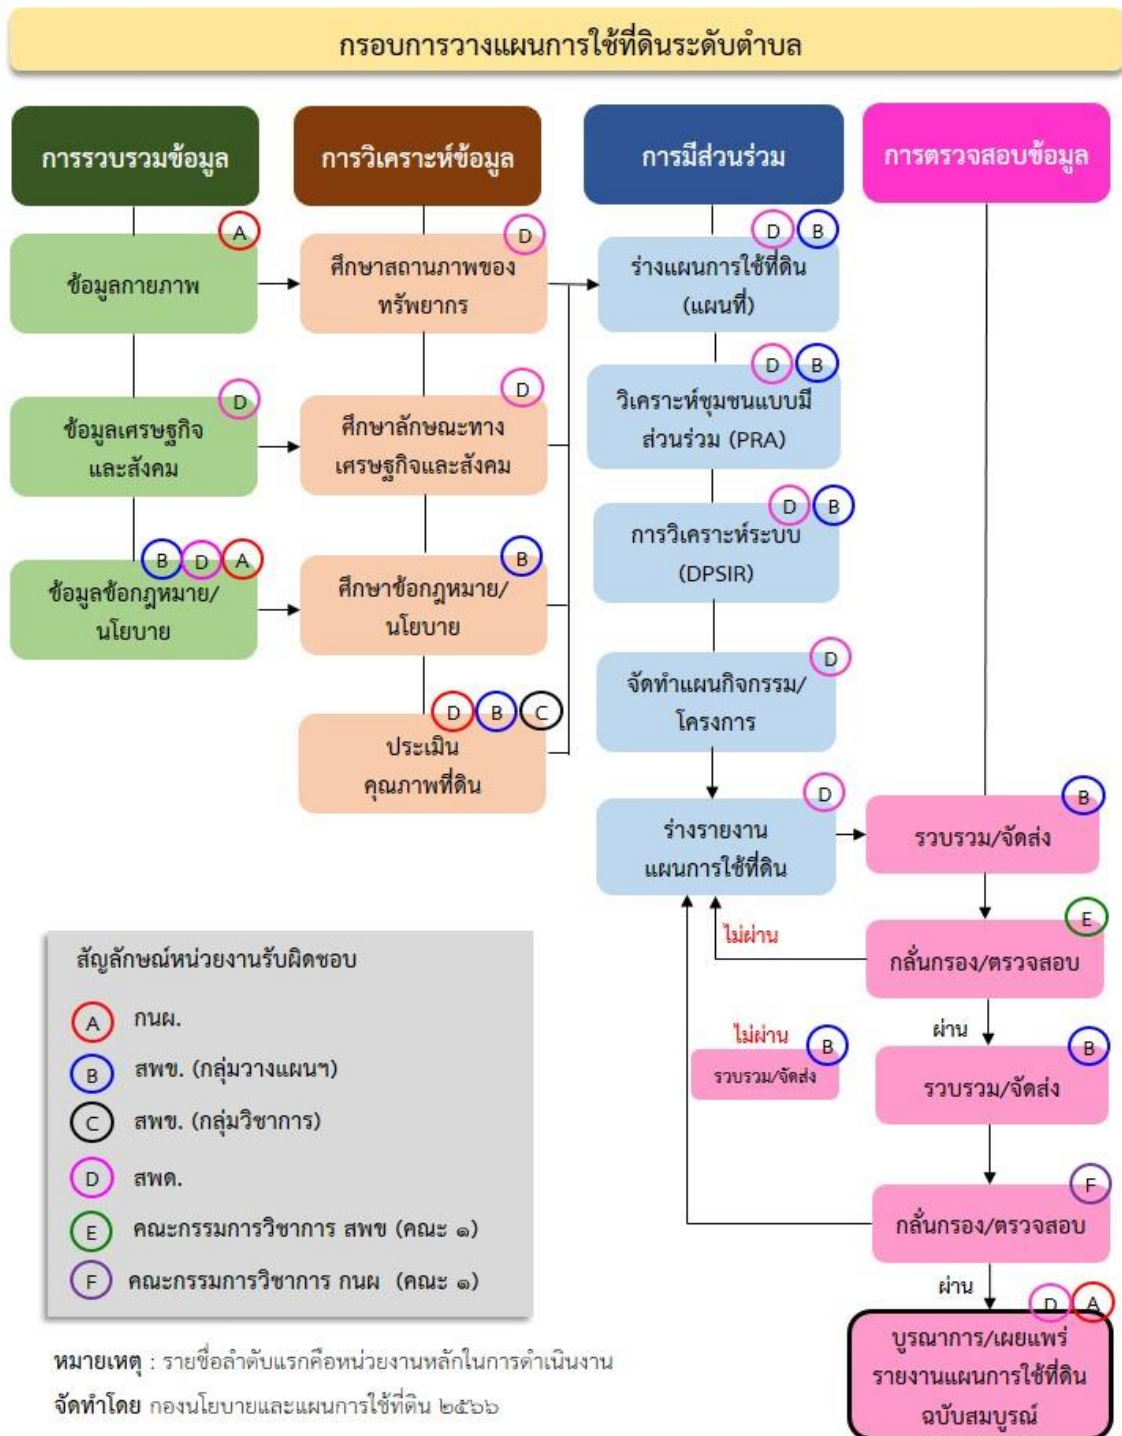 กรอบการวางแผนการใช้ที่ดินระดับตำบล
การรวบรวมข้อมูล
การวิเคราะห์ข้อมูล
การมีส่วนร่วม
การตรวจสอบข้อมูล
A
ข้อมูลกายภาพ
D
ศึกษาสถานภาพของ
ทรัพยากร
D B
ร่างแผนการใช้ที่ดิน
(แผนที่)
D
ข้อมูลเศรษฐกิจ
และสังคม
D
ศึกษาลักษณะทาง
เศรษฐกิจและสังคม
D B
วิเคราะห์ชุมชนแบบมี
ส่วนร่วม (PRA)
B D A
ข้อมูลข้อกฎหมาย/
นโยบาย
B
ศึกษาข้อกฎหมาย/
นโยบาย
D B
การวิเคราะห์ระบบ
(DPSIR)
D B C
ประเมิน
คุณภาพที่ดิน
D
จัดทำแผนกิจกรรม/
โครงการ
D
ร่างรายงาน
แผนการใช้ที่ดิน
B
รวบรวม/จัดส่ง
E
กลั่นกรอง/ตรวจสอบ
ไม่ผ่าน
ผ่าน
ไม่ผ่าน
B
รวบรวม/จัดส่ง
B
รวบรวม/จัดส่ง
F
กลั่นกรอง/ตรวจสอบ
ผ่าน
D A
บูรณาการ/เผยแพร่
รายงานแผนการใช้ที่ดิน
ฉบับสมบูรณ์
สัญลักษณ์หน่วยงานรับผิดชอบ
A กนผ.
B สพข. (กลุ่มวางแผนฯ)
C สพข. (กลุ่มวิชาการ)
D สพด.
E คณะกรรมการวิชาการ สพข (คณะ ๑)
F คณะกรรมการวิชาการ กนผ (คณะ ๑)
หมายเหตุ : รายชื่อลำดับแรกคือหน่วยงานหลักในการดำเนินงาน
จัดทำโดย กองนโยบายและแผนการใช้ที่ดิน ๒๕๖๖